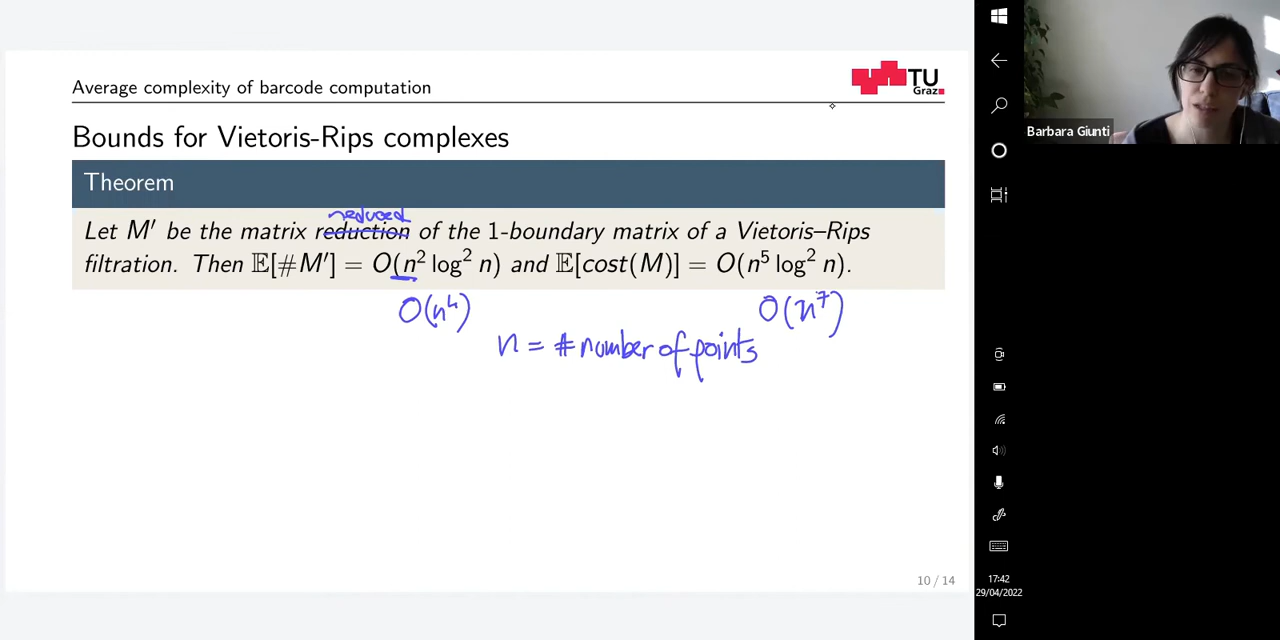 Average complexity of barcode computation
TU
Graz
Barbara Giunti
Bounds for Vietoris-Rips complexes
Theorem
reduced
Let M′ be the matrix reduction of the 1-boundary matrix of a Vietoris–Rips
filtration. Then 𝔼[#M′] = O(n² log² n) and 𝔼[cost(M)] = O(n⁵ log² n).
O(n⁴) O(n⁷)
n = # number of points
10 / 14
17:42
29/04/2022